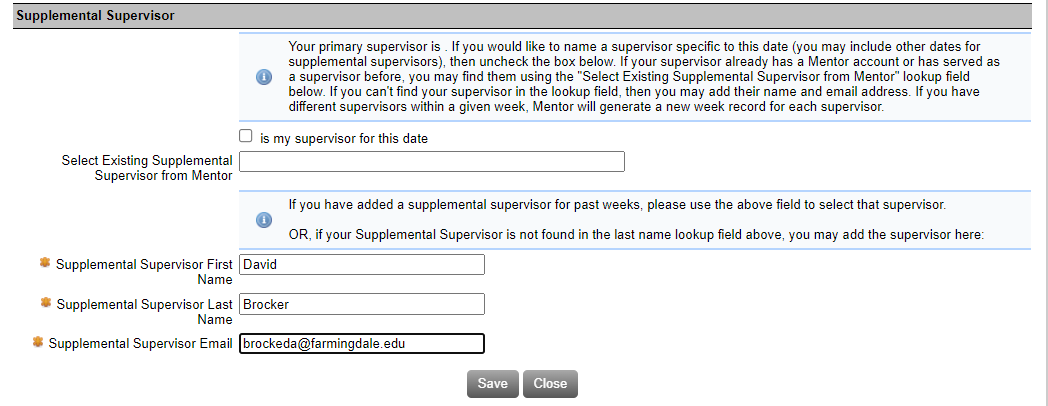 Supplemental Supervisor
Your primary supervisor is . If you would like to name a supervisor specific to this date (you may include other dates for
supplemental supervisors), then uncheck the box below. If your supervisor already has a Mentor account or has served as
a supervisor before, you may find them using the "Select Existing Supplemental Supervisor from Mentor" lookup field
below. If you can't find your supervisor in the lookup field, then you may add their name and email address. If you have
different supervisors within a given week, Mentor will generate a new week record for each supervisor.
is my supervisor for this date
Select Existing Supplemental
Supervisor from Mentor
If you have added a supplemental supervisor for past weeks, please use the above field to select that supervisor.
OR, if your Supplemental Supervisor is not found in the last name lookup field above, you may add the supervisor here:
Supplemental Supervisor First
Name
David
Supplemental Supervisor Last
Name
Brocker
Supplemental Supervisor Email
brockeda@farmingdale.edu
Save
Close